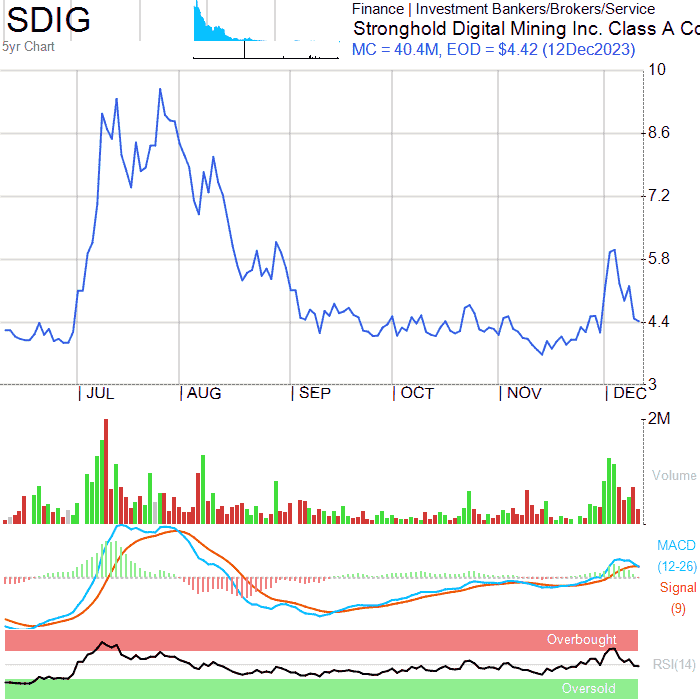 SDIG
5yr Chart
Finance | Investment Bankers/Brokers/Service
Stronghold Digital Mining Inc. Class A Co
MC = 40.4M, EOD = $4.42 (12Dec2023)
10
8.6
7.2
5.8
4.4
3
JUL
AUG
SEP
OCT
NOV
DEC
2M
Volume
MACD
(12-26)
Signal
(9)
Overbought
RSI(14)
Oversold